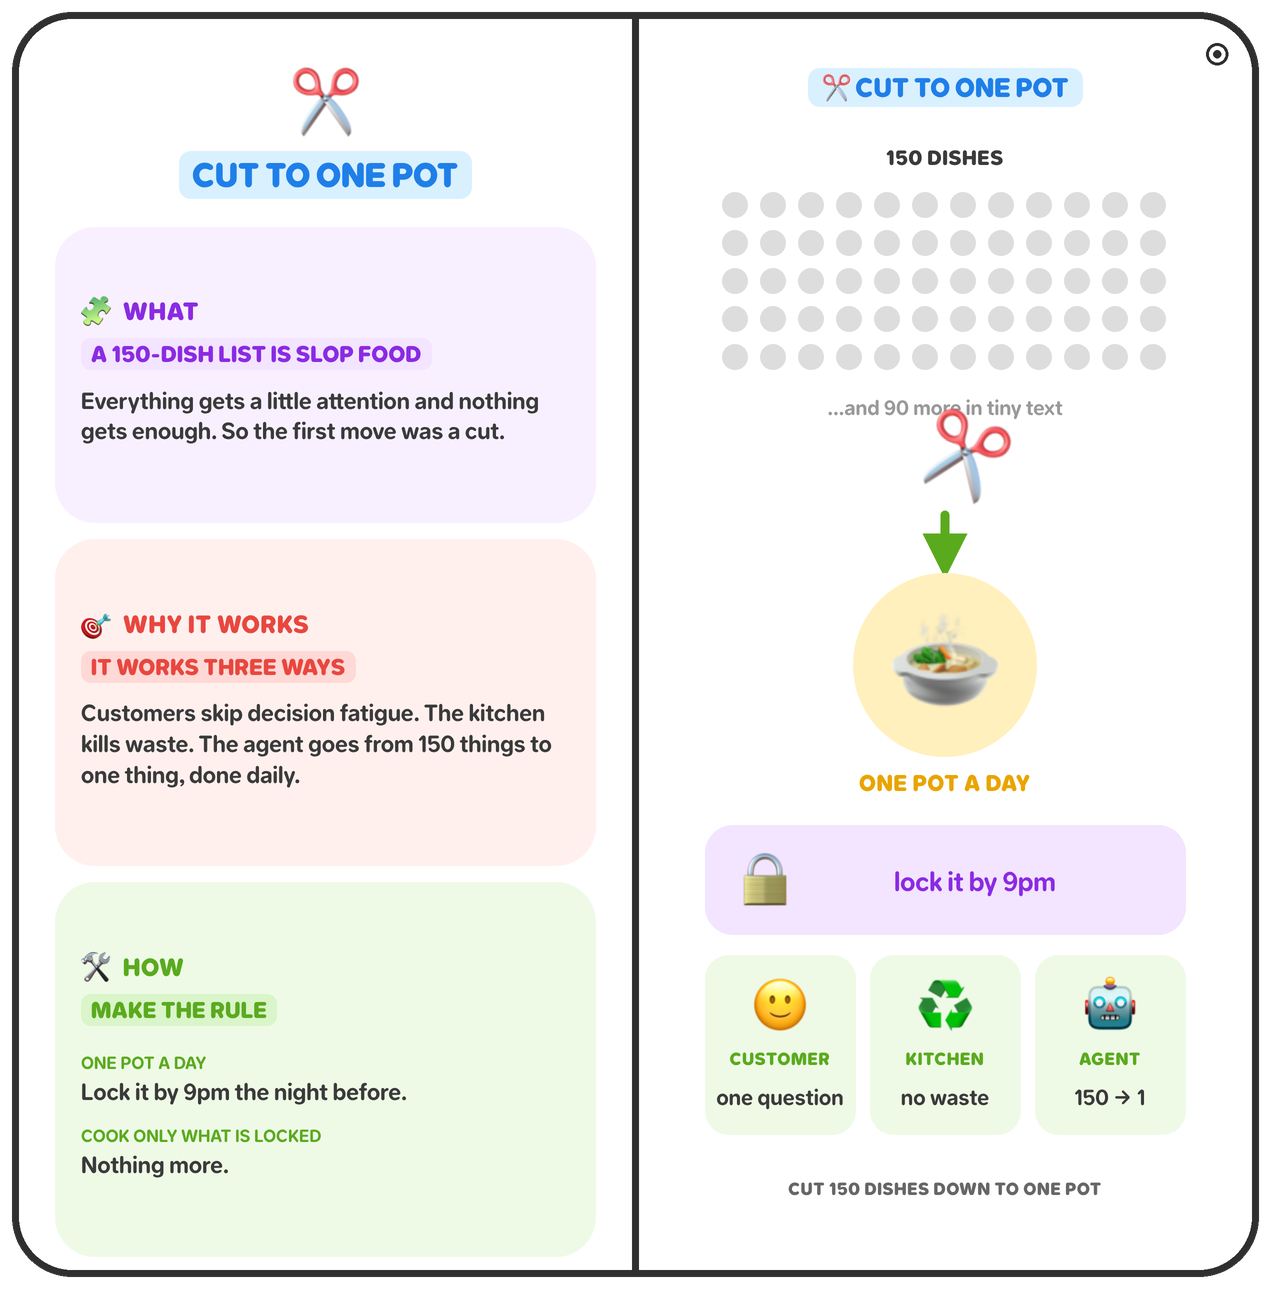 CUT TO ONE POT
WHAT
A 150-DISH LIST IS SLOP FOOD
Everything gets a little attention and nothing
gets enough. So the first move was a cut.
WHY IT WORKS
IT WORKS THREE WAYS
Customers skip decision fatigue. The kitchen
kills waste. The agent goes from 150 things to
one thing, done daily.
HOW
MAKE THE RULE
ONE POT A DAY
Lock it by 9pm the night before.
COOK ONLY WHAT IS LOCKED
Nothing more.
CUT TO ONE POT
150 DISHES
...and 90 more in tiny text
ONE POT A DAY
lock it by 9pm
CUSTOMER
one question
KITCHEN
no waste
AGENT
150 → 1
CUT 150 DISHES DOWN TO ONE POT